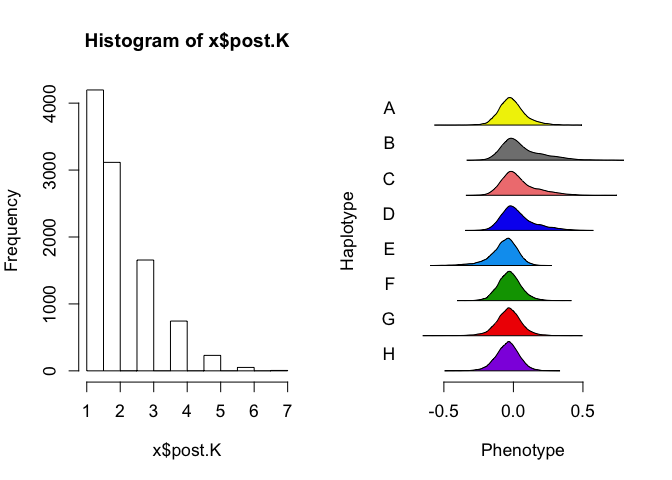 Histogram of x$post.K
Frequency
0
1000
2000
3000
4000
1 2 3 4 5 6 7
x$post.K
Haplotype
A
B
C
D
E
F
G
H
-0.5 0.0 0.5
Phenotype